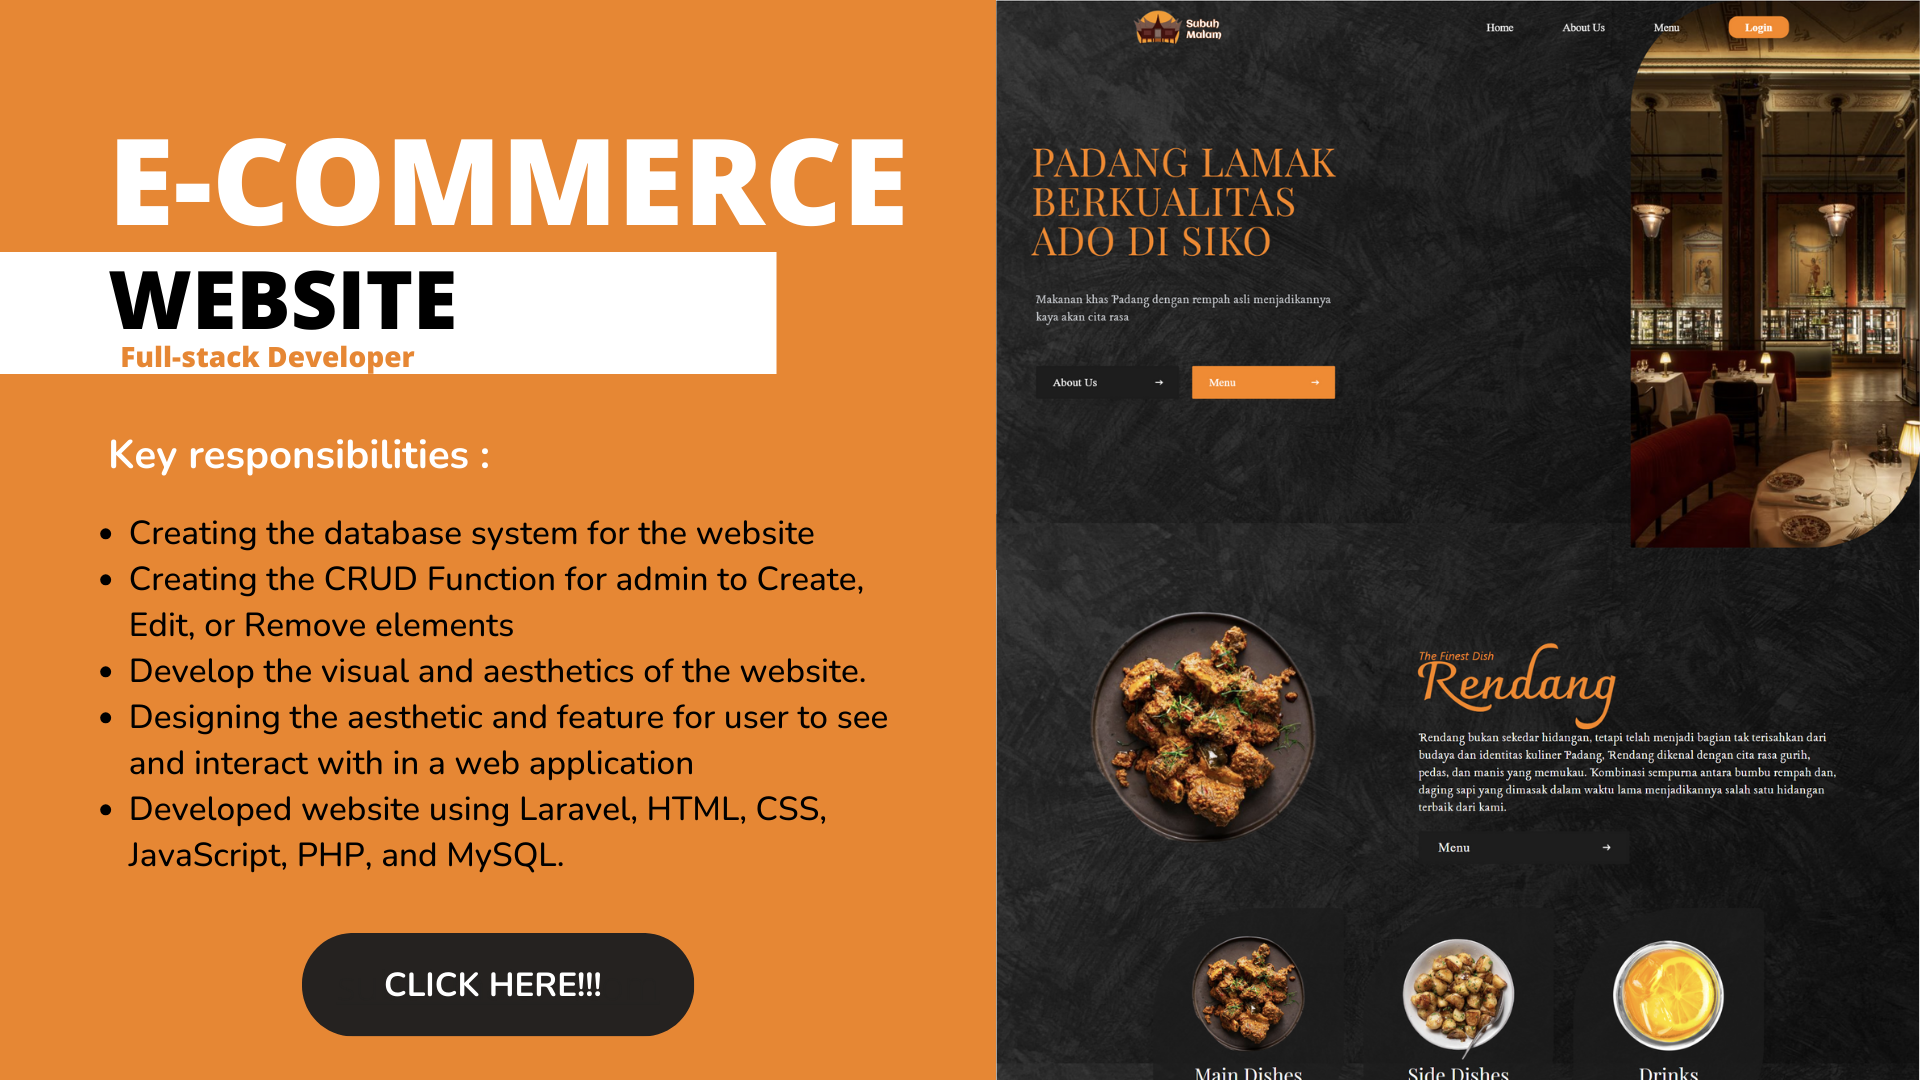 E-COMMERCE
WEBSITE
Full-stack Developer
Key responsibilities :
• Creating the database system for the website
• Creating the CRUD Function for admin to Create,
Edit, or Remove elements
• Develop the visual and aesthetics of the website.
• Designing the aesthetic and feature for user to see
and interact with in a web application
• Developed website using Laravel, HTML, CSS,
JavaScript, PHP, and MySQL.
CLICK HERE!!!
Subuh
Malam
Home About Us Menu Login
PADANG LAMAK
BERKUALITAS
ADO DI SIKO
Makanan khas Padang dengan rempah asli menjadikannya
kaya akan cita rasa
About Us → Menu →
The Finest Dish
Rendang
Rendang bukan sekedar hidangan, tetapi telah menjadi bagian tak terisahkan dari
budaya dan identitas kuliner Padang, Rendang dikenal dengan cita rasa gurih,
pedas, dan manis yang memukau. Kombinasi sempurna antara bumbu rempah dan,
daging sapi yang dimasak dalam waktu lama menjadikannya salah satu hidangan
terbaik dari kami.
Menu →
Main Dishes Side Dishes Drinks